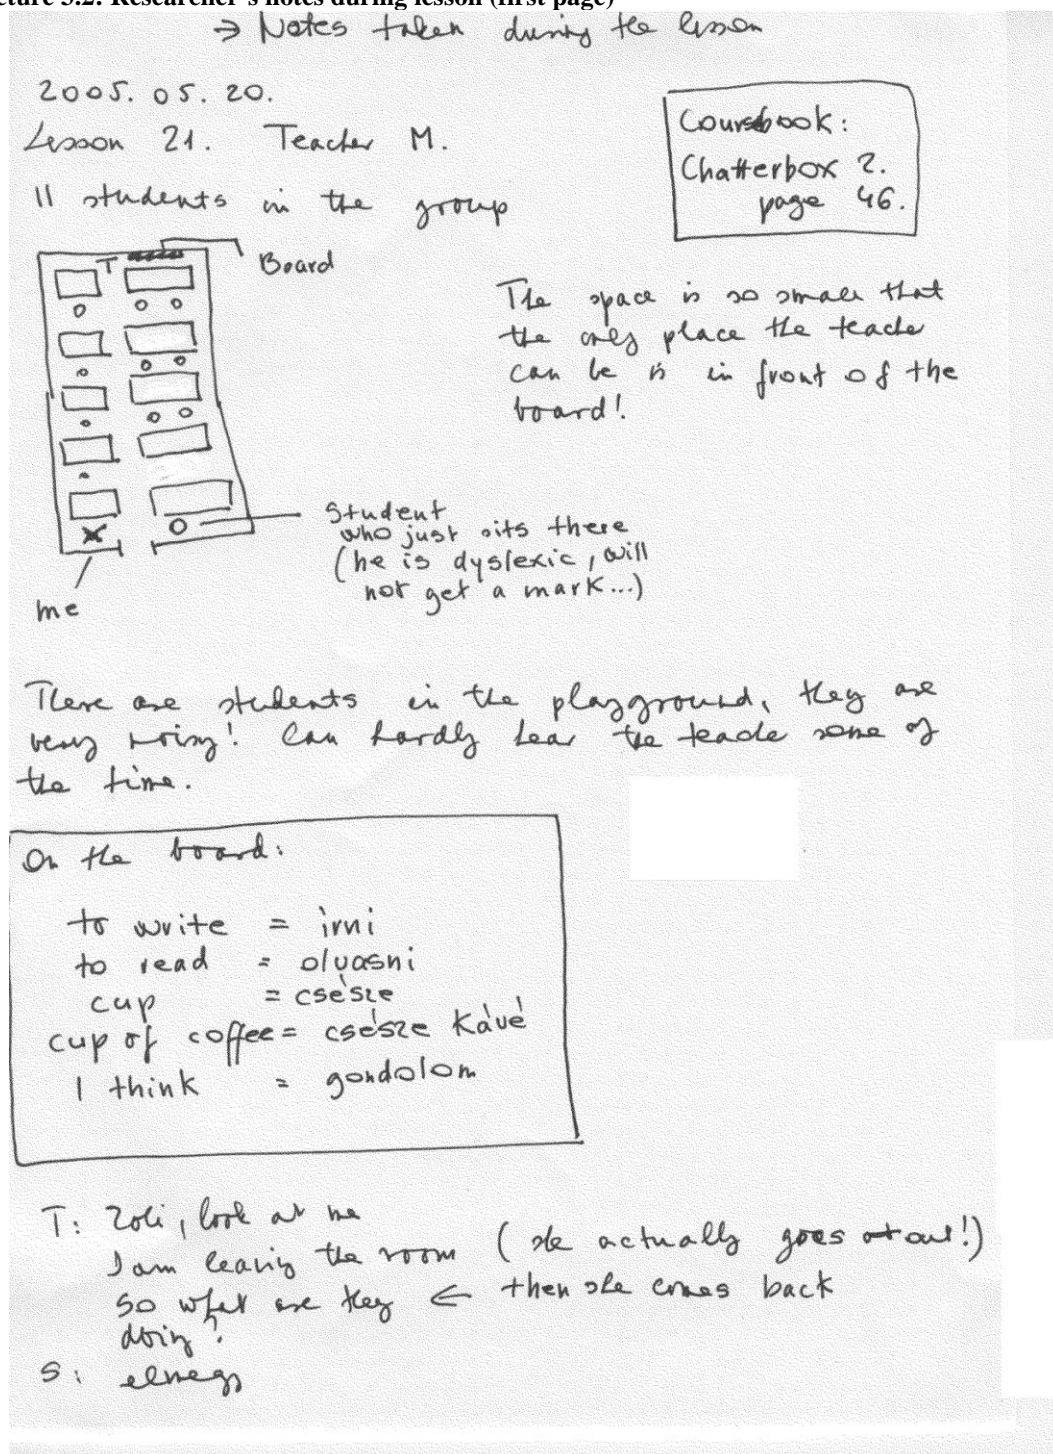 Picture 3.2: Researcher's notes during lesson (first page)
→ Notes taken during the lesson
2005. 05. 20.
Lesson 21. Teacher M.
11 students in the group
Coursebook:
Chatterbox 2.
page 46.
T
Board
The space is so small that
the only place the teacher
can be is in front of the
board!
Student
who just sits there
(he is dyslexic, will
not get a mark...)
me
There are students in the playground, they are
very noisy! Can hardly hear the teacher some of
the time.
On the board:
to write = irni
to read = olvasni
cup = csésze
cup of coffee = csésze kávé
I think = gondolom
T: Zoli, look at me
I am leaving the room (she actually goes out!)
so what are they ← then she comes back
doing?
S: elmegy